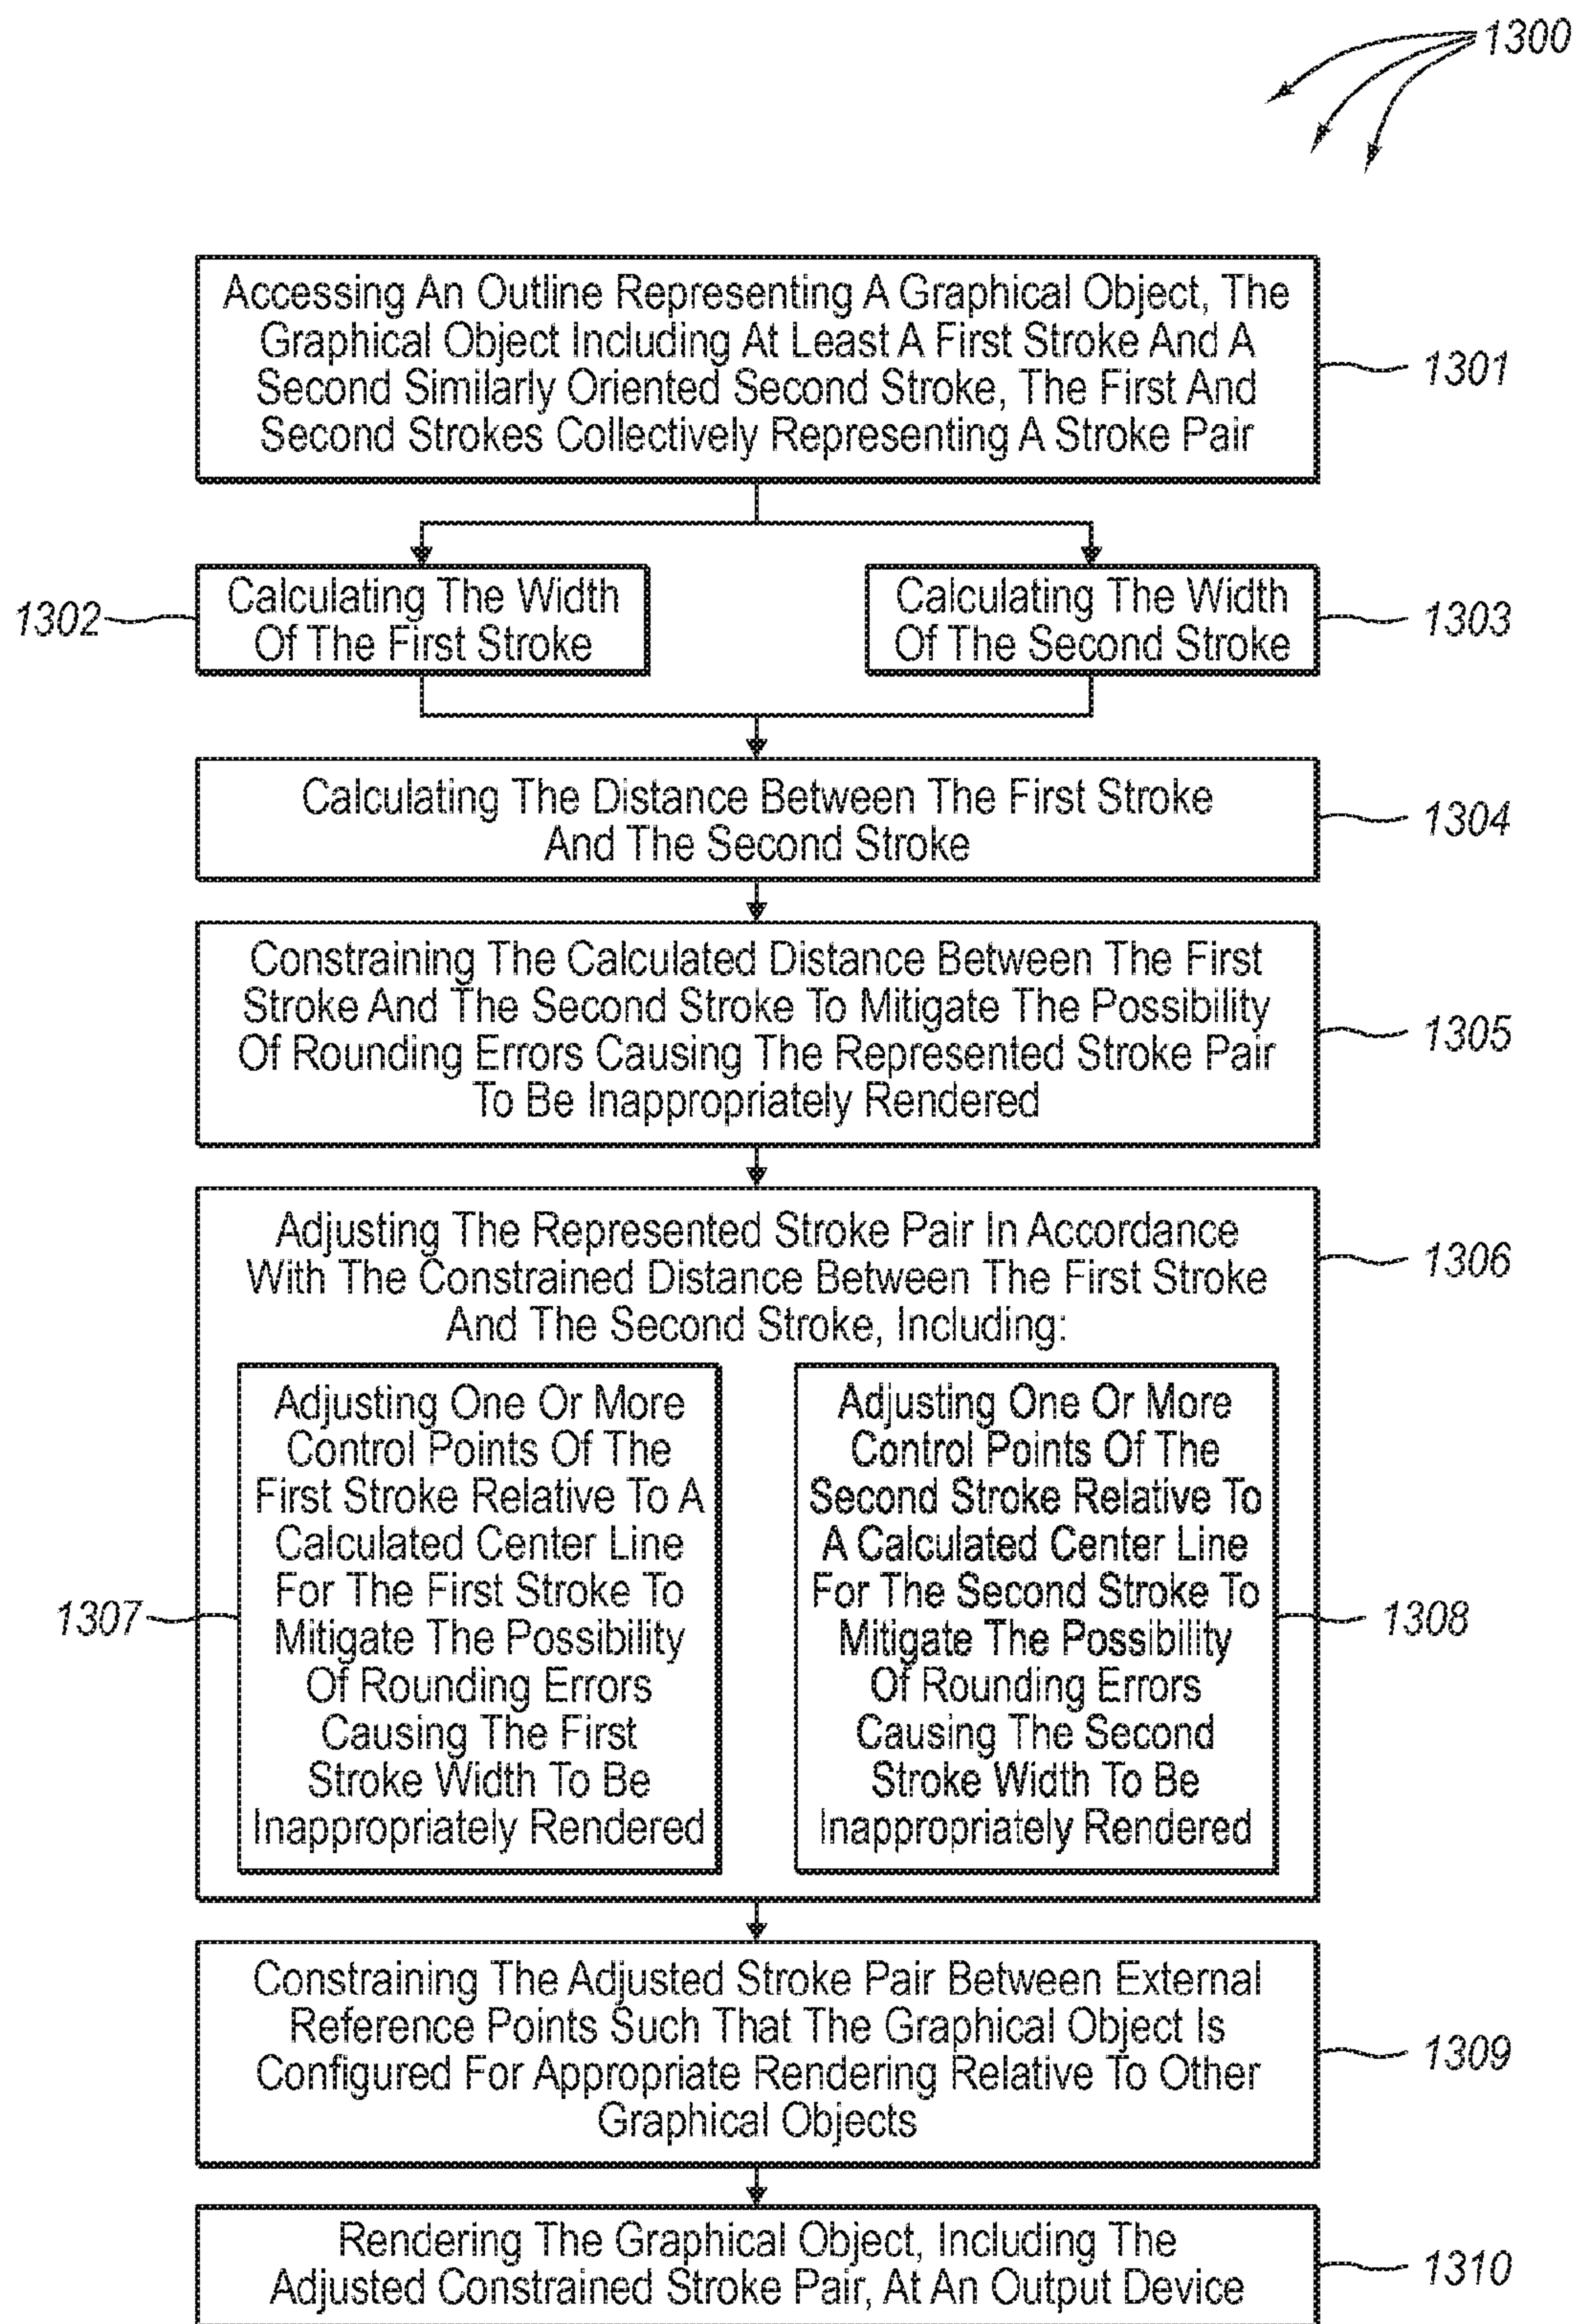 1300
Accessing An Outline Representing A Graphical Object, The
Graphical Object Including At Least A First Stroke And A
Second Similarly Oriented Second Stroke, The First And
Second Strokes Collectively Representing A Stroke Pair
1301
1302
Calculating The Width
Of The First Stroke
Calculating The Width
Of The Second Stroke
1303
Calculating The Distance Between The First Stroke
And The Second Stroke
1304
Constraining The Calculated Distance Between The First
Stroke And The Second Stroke To Mitigate The Possibility
Of Rounding Errors Causing The Represented Stroke Pair
To Be Inappropriately Rendered
1305
Adjusting The Represented Stroke Pair In Accordance
With The Constrained Distance Between The First Stroke
And The Second Stroke, Including:
1306
Adjusting One Or More
Control Points Of The
First Stroke Relative To A
Calculated Center Line
For The First Stroke To
Mitigate The Possibility
Of Rounding Errors
Causing The First
Stroke Width To Be
Inappropriately Rendered
1307
Adjusting One Or More
Control Points Of The
Second Stroke Relative To
A Calculated Center Line
For The Second Stroke To
Mitigate The Possibility
Of Rounding Errors
Causing The Second
Stroke Width To Be
Inappropriately Rendered
1308
Constraining The Adjusted Stroke Pair Between External
Reference Points Such That The Graphical Object Is
Configured For Appropriate Rendering Relative To Other
Graphical Objects
1309
Rendering The Graphical Object, Including The
Adjusted Constrained Stroke Pair, At An Output Device
1310